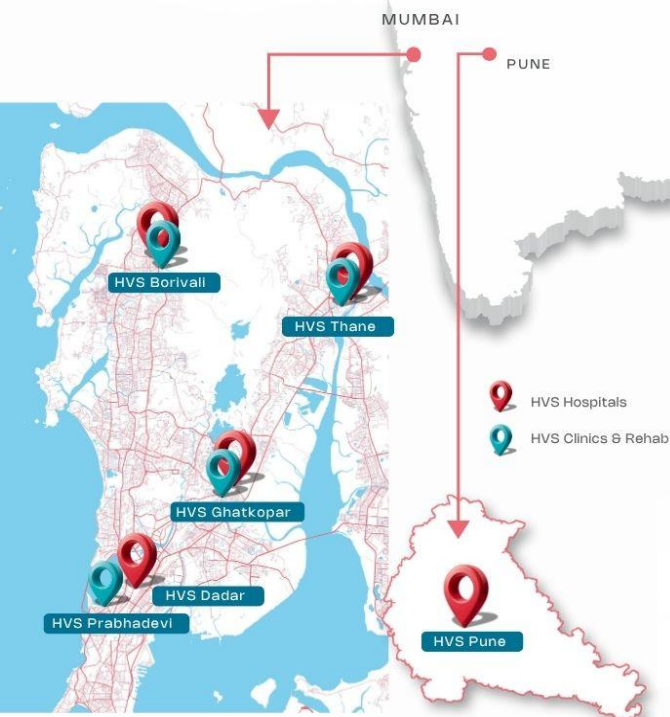 MUMBAI
PUNE
HVS Borivali
HVS Thane
HVS Hospitals
HVS Clinics & Rehab
HVS Ghatkopar
HVS Dadar
HVS Prabhadevi
HVS Pune